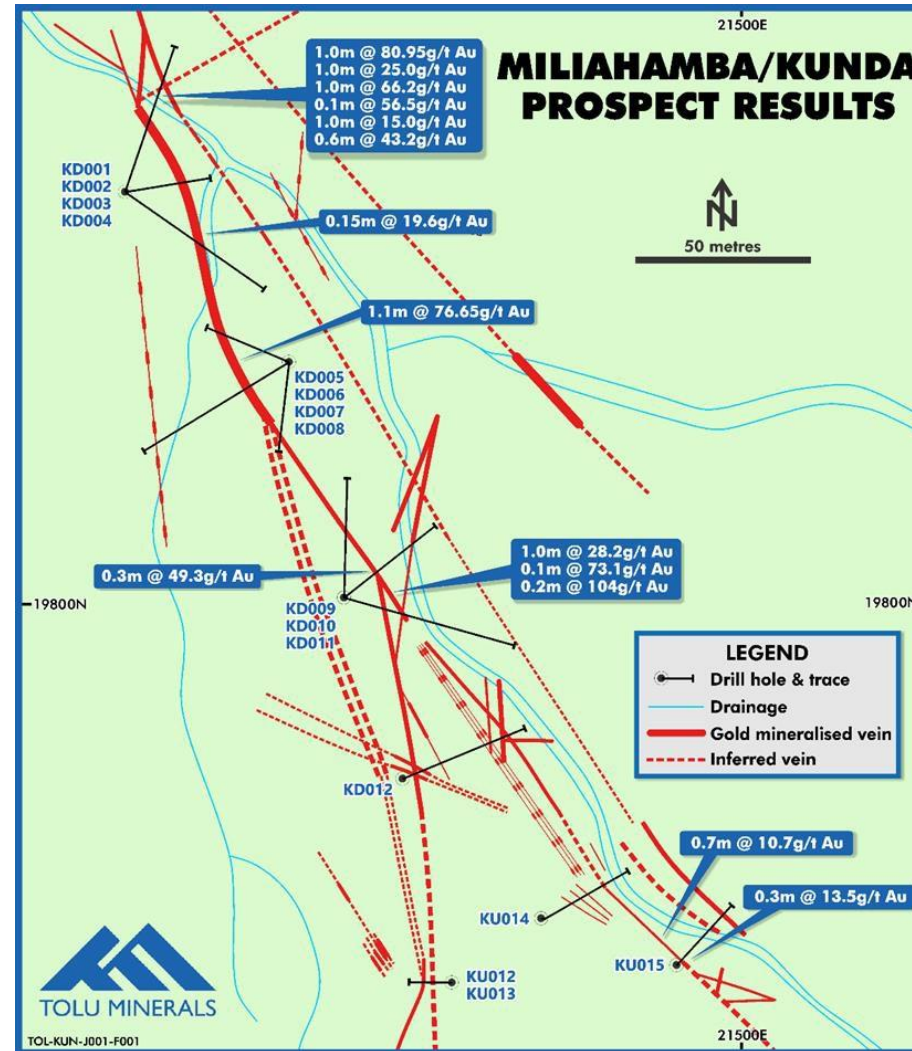 21500E
MILIAHAMBA/KUNDA
PROSPECT RESULTS
1.0m @ 80.95g/t Au
1.0m @ 25.0g/t Au
1.0m @ 66.2g/t Au
0.1m @ 56.5g/t Au
1.0m @ 15.0g/t Au
0.6m @ 43.2g/t Au
KD001
KD002
KD003
KD004
0.15m @ 19.6g/t Au
N
50 metres
1.1m @ 76.65g/t Au
KD005
KD006
KD007
KD008
0.3m @ 49.3g/t Au
1.0m @ 28.2g/t Au
0.1m @ 73.1g/t Au
0.2m @ 104g/t Au
19800N
19800N
KD009
KD010
KD011
LEGEND
Drill hole & trace
Drainage
Gold mineralised vein
Inferred vein
KD012
0.7m @ 10.7g/t Au
0.3m @ 13.5g/t Au
KU014
KU015
KU012
KU013
TOLU MINERALS
TOL-KUN-J001-F001
21500E